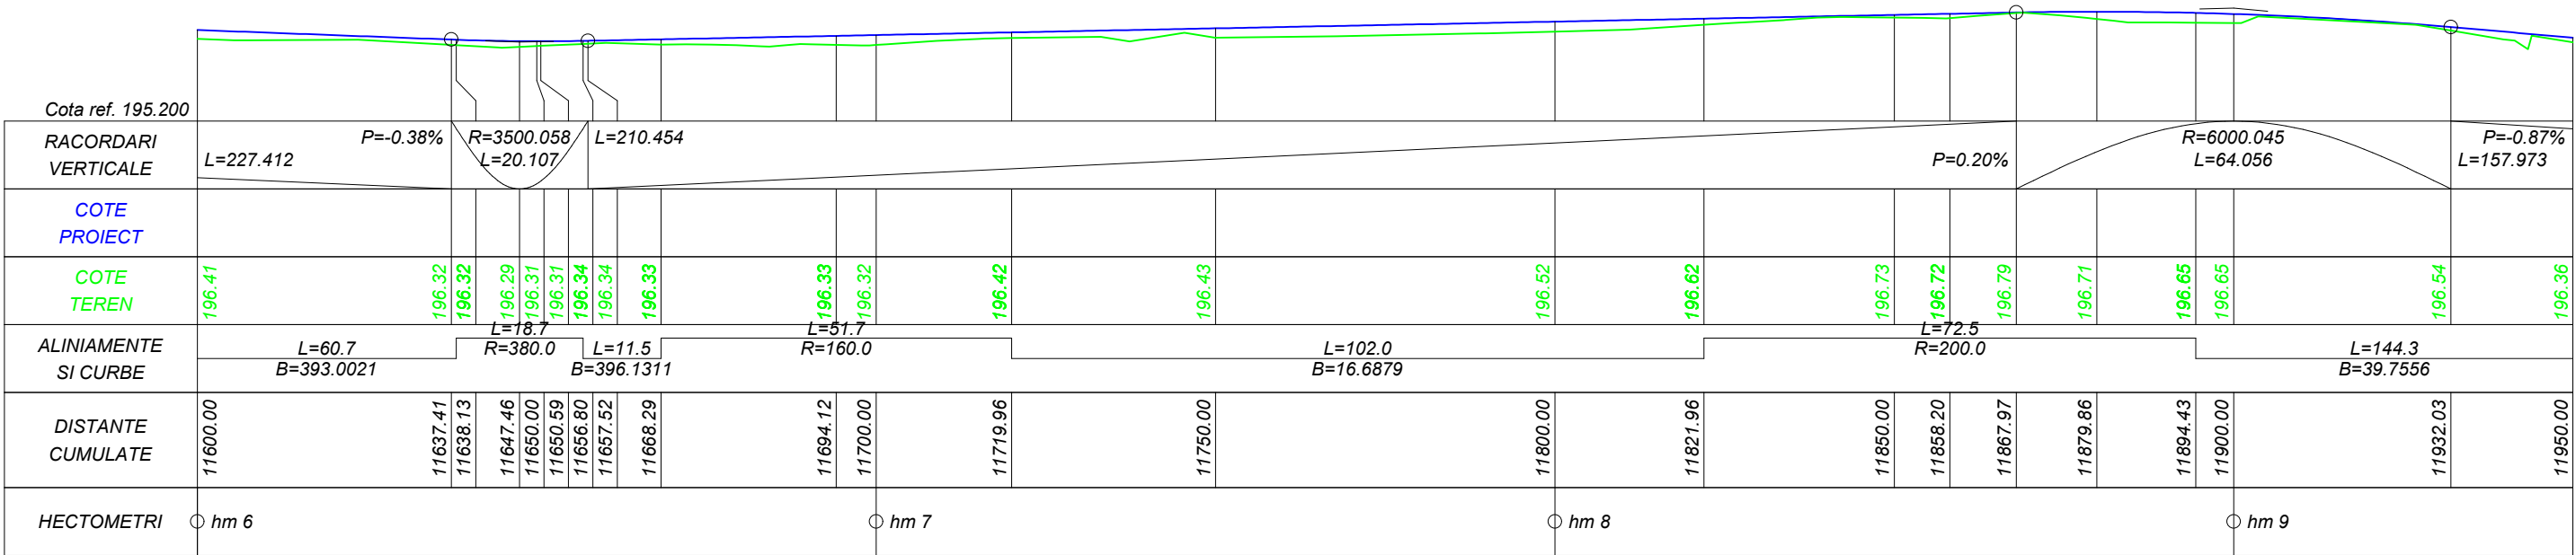 Cota ref. 195.200
RACORDARI
VERTICALE
L=227.412
P=-0.38%
R=3500.058
L=20.107
L=210.454
P=0.20%
R=6000.045
L=64.056
P=-0.87%
L=157.973
COTE
PROIECT
COTE
TEREN
196.41
196.32
196.32
196.29
196.31
196.31
196.34
196.34
196.33
196.33
196.32
196.42
196.43
196.52
196.62
196.73
196.72
196.79
196.71
196.65
196.65
196.54
196.36
ALINIAMENTE
SI CURBE
L=60.7
B=393.0021
L=18.7
R=380.0
L=11.5
B=396.1311
L=51.7
R=160.0
L=102.0
B=16.6879
L=72.5
R=200.0
L=144.3
B=39.7556
DISTANTE
CUMULATE
11600.00
11637.41
11638.13
11647.46
11650.00
11650.59
11656.80
11657.52
11668.29
11694.12
11700.00
11719.96
11750.00
11800.00
11821.96
11850.00
11858.20
11867.97
11879.86
11894.43
11900.00
11932.03
11950.00
HECTOMETRI
hm 6
hm 7
hm 8
hm 9